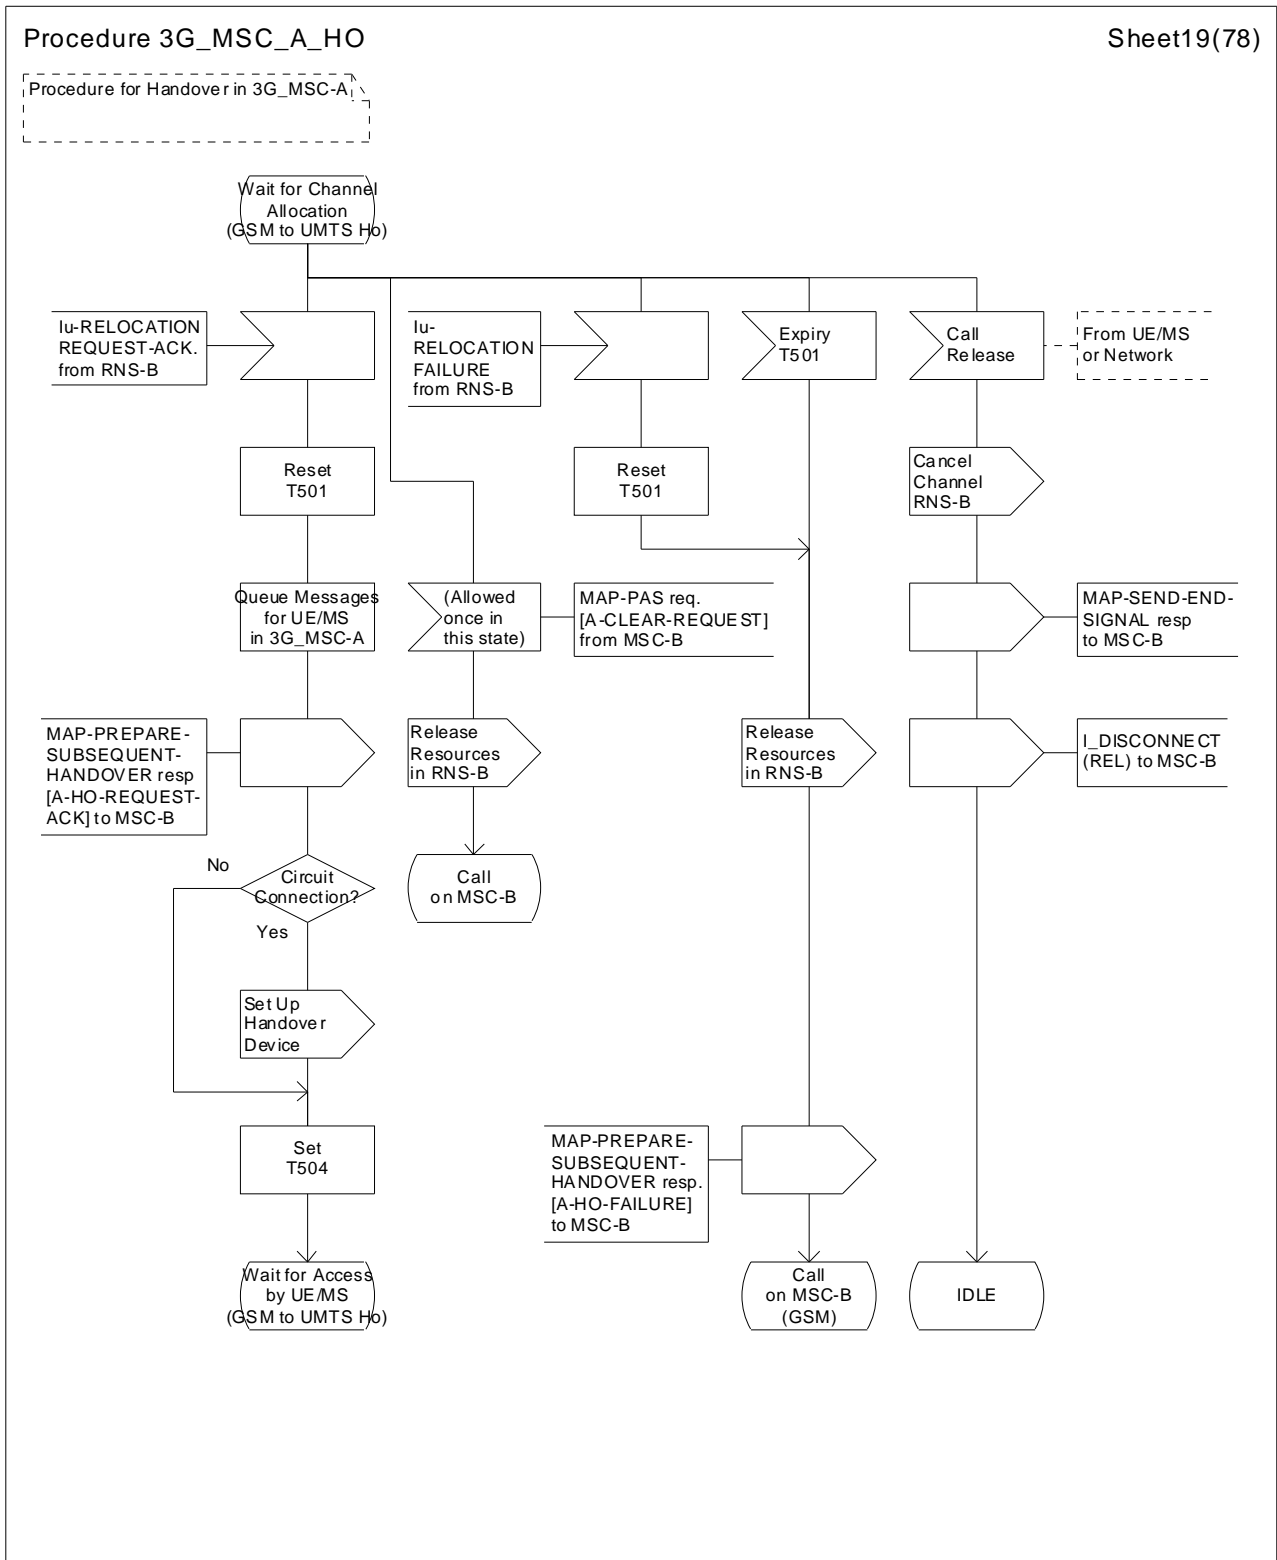 Procedure 3G_MSC_A_HO
Sheet19(78)
Procedure for Handover in 3G_MSC-A
Wait for Channel
Allocation
(GSM to UMTS Ho)
Iu-RELOCATION
REQUEST-ACK.
from RNS-B
Iu-
RELOCATION
FAILURE
from RNS-B
Expiry
T501
Call
Release
From UE/MS
or Network
Reset
T501
Reset
T501
Cancel
Channel
RNS-B
Queue Messages
for UE/MS
in 3G_MSC-A
(Allowed
once in
this state)
MAP-PAS req.
[A-CLEAR-REQUEST]
from MSC-B
MAP-SEND-END-
SIGNAL resp
to MSC-B
MAP-PREPARE-
SUBSEQUENT-
HANDOVER resp
[A-HO-REQUEST-
ACK] to MSC-B
Release
Resources
in RNS-B
Release
Resources
in RNS-B
I_DISCONNECT
(REL) to MSC-B
No
Circuit
Connection?
Yes
Call
on MSC-B
Set Up
Handover
Device
Set
T504
MAP-PREPARE-
SUBSEQUENT-
HANDOVER resp.
[A-HO-FAILURE]
to MSC-B
Wait for Access
by UE/MS
(GSM to UMTS Ho)
Call
on MSC-B
(GSM)
IDLE